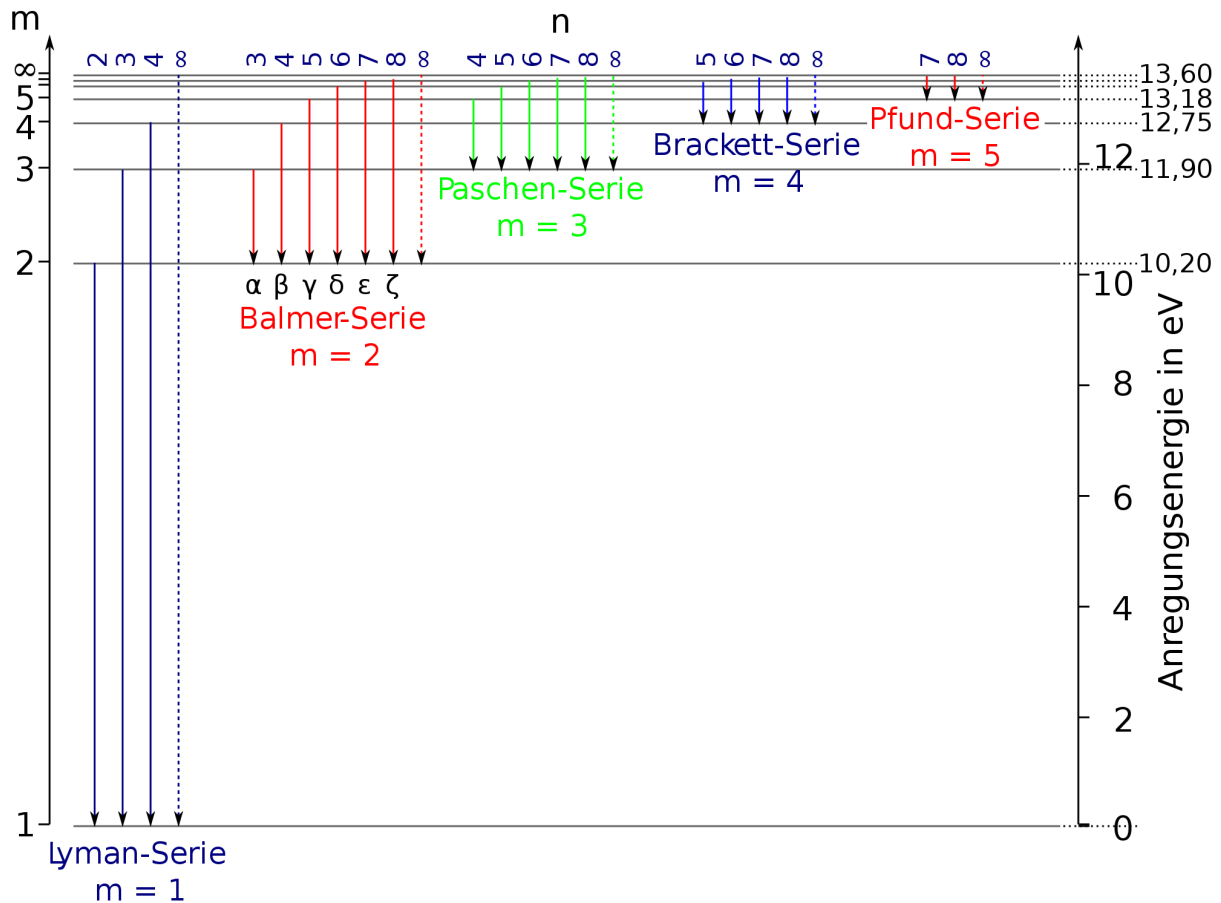 m
n
2 3 4 ∞
3 4 5 6 7 8 ∞
4 5 6 7 8 ∞
5 6 7 8 ∞
7 8 ∞
∞
5
4
3
2
1
13,60
13,18
12,75
11,90
10,20
12
10
8
6
4
2
0
Anregungsenergie in eV
Pfund-Serie
m = 5
Brackett-Serie
m = 4
Paschen-Serie
m = 3
α β γ δ ε ζ
Balmer-Serie
m = 2
Lyman-Serie
m = 1